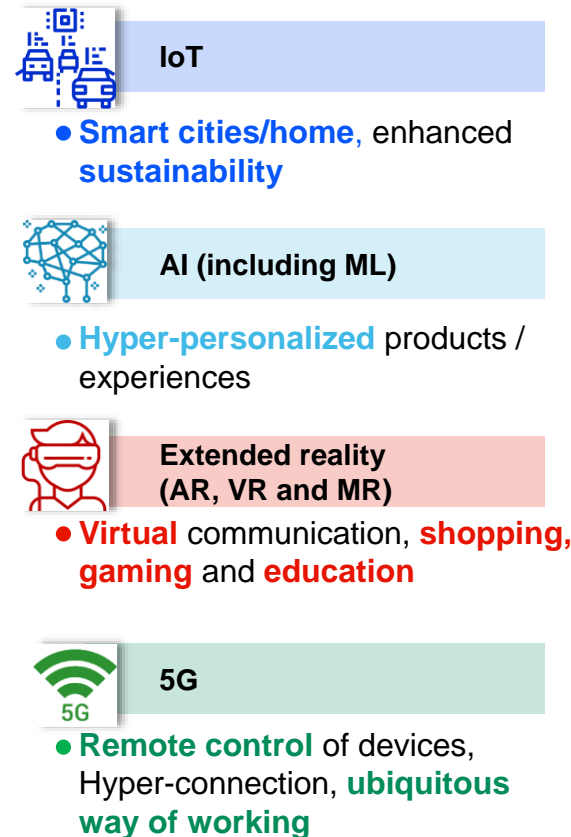 IoT
Smart cities/home, enhanced
sustainability
AI (including ML)
Hyper-personalized products /
experiences
Extended reality
(AR, VR and MR)
Virtual communication, shopping,
gaming and education
5G
5G
Remote control of devices,
Hyper-connection, ubiquitous
way of working